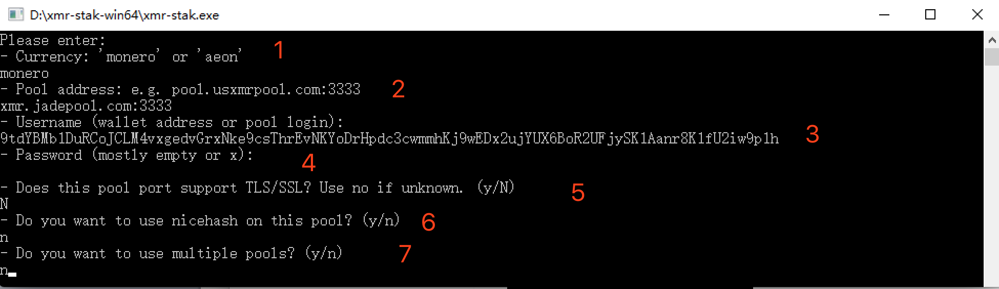 D:\xmr-stak-win64\xmr-stak.exe
Please enter:
- Currency: 'monero' or 'aeon' 1
monero
- Pool address: e.g. pool.usxmrpool.com:3333 2
xmr.jadepool.com:3333
- Username (wallet address or pool login):
9tdYBMb1DuRCoJCLM4vxgedvGrxNke9csThrEvNKYoDrHpdc3cwmmhKj9wEDx2ujYUX6BoR2UFjySK1Aanr8K1fU2iw9p1h 3
- Password (mostly empty or x): 4
- Does this pool port support TLS/SSL? Use no if unknown. (y/N) 5
N
- Do you want to use nicehash on this pool? (y/n) 6
n
- Do you want to use multiple pools? (y/n) 7
n